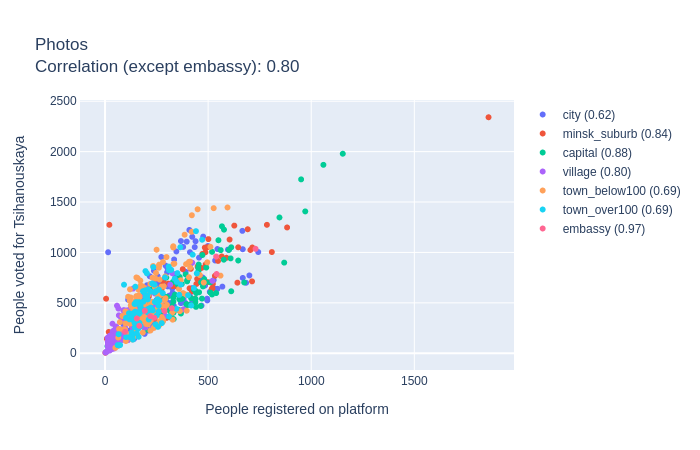 Photos
Correlation (except embassy): 0.80
2500
2000
1500
1000
500
0
People voted for Tsihanouskaya
0
500
1000
1500
People registered on platform
city (0.62)
minsk_suburb (0.84)
capital (0.88)
village (0.80)
town_below100 (0.69)
town_over100 (0.69)
embassy (0.97)